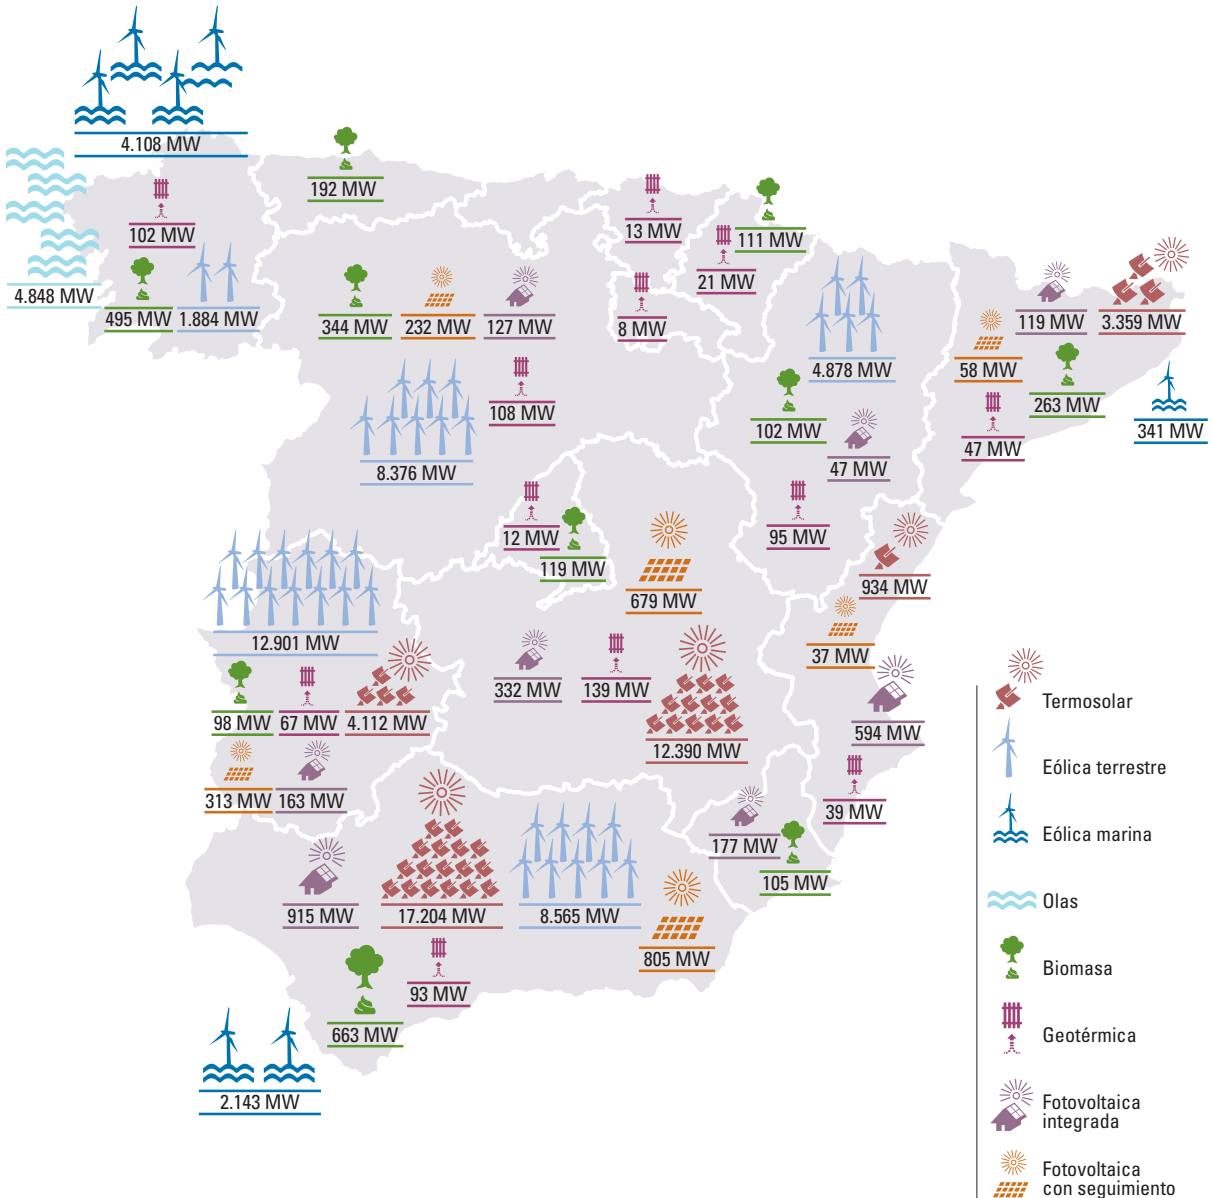 4.108 MW
192 MW
102 MW
13 MW
111 MW
21 MW
4.848 MW
495 MW
1.884 MW
344 MW
232 MW
127 MW
8 MW
119 MW
3.359 MW
4.878 MW
58 MW
108 MW
263 MW
102 MW
341 MW
47 MW
47 MW
8.376 MW
12 MW
95 MW
119 MW
934 MW
679 MW
12.901 MW
37 MW
332 MW
139 MW
98 MW
67 MW
4.112 MW
594 MW
12.390 MW
313 MW
163 MW
39 MW
177 MW
105 MW
915 MW
17.204 MW
8.565 MW
805 MW
93 MW
663 MW
2.143 MW
Termosolar
Eólica terrestre
Eólica marina
Olas
Biomasa
Geotérmica
Fotovoltaica
integrada
Fotovoltaica
con seguimiento